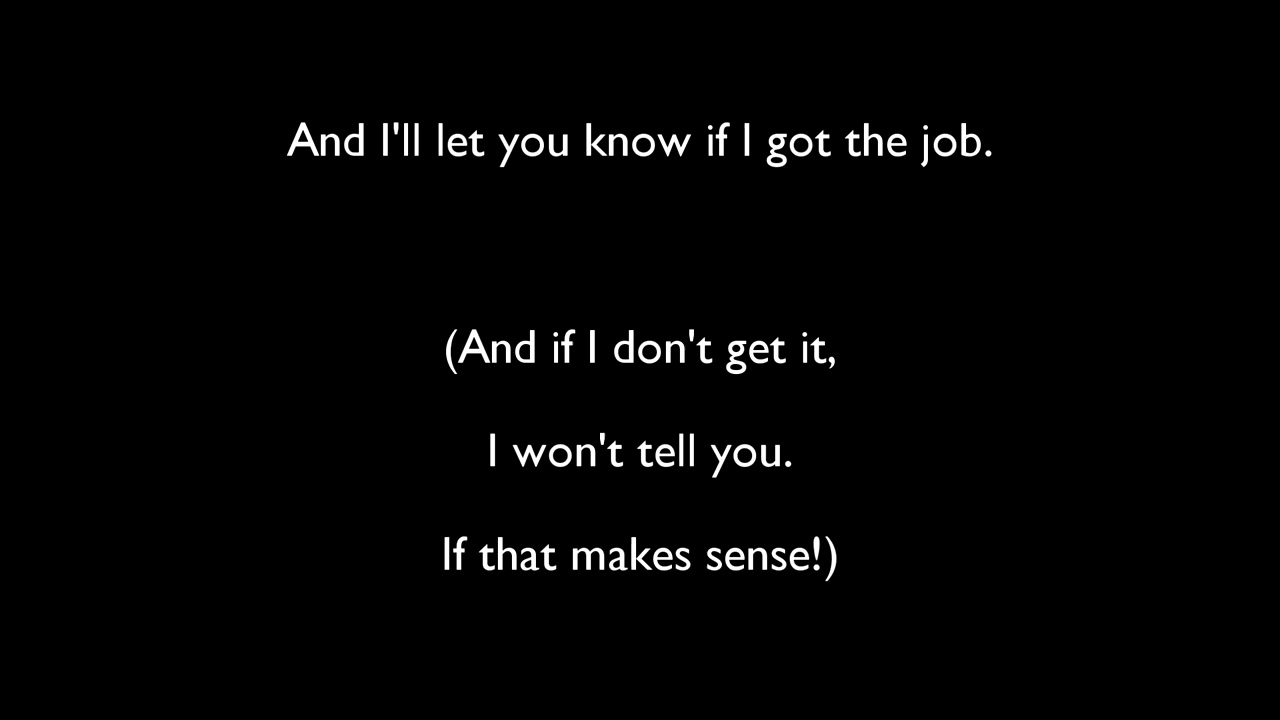 And I'll let you know if I got the job.
(And if I don't get it,
I won't tell you.
If that makes sense!)